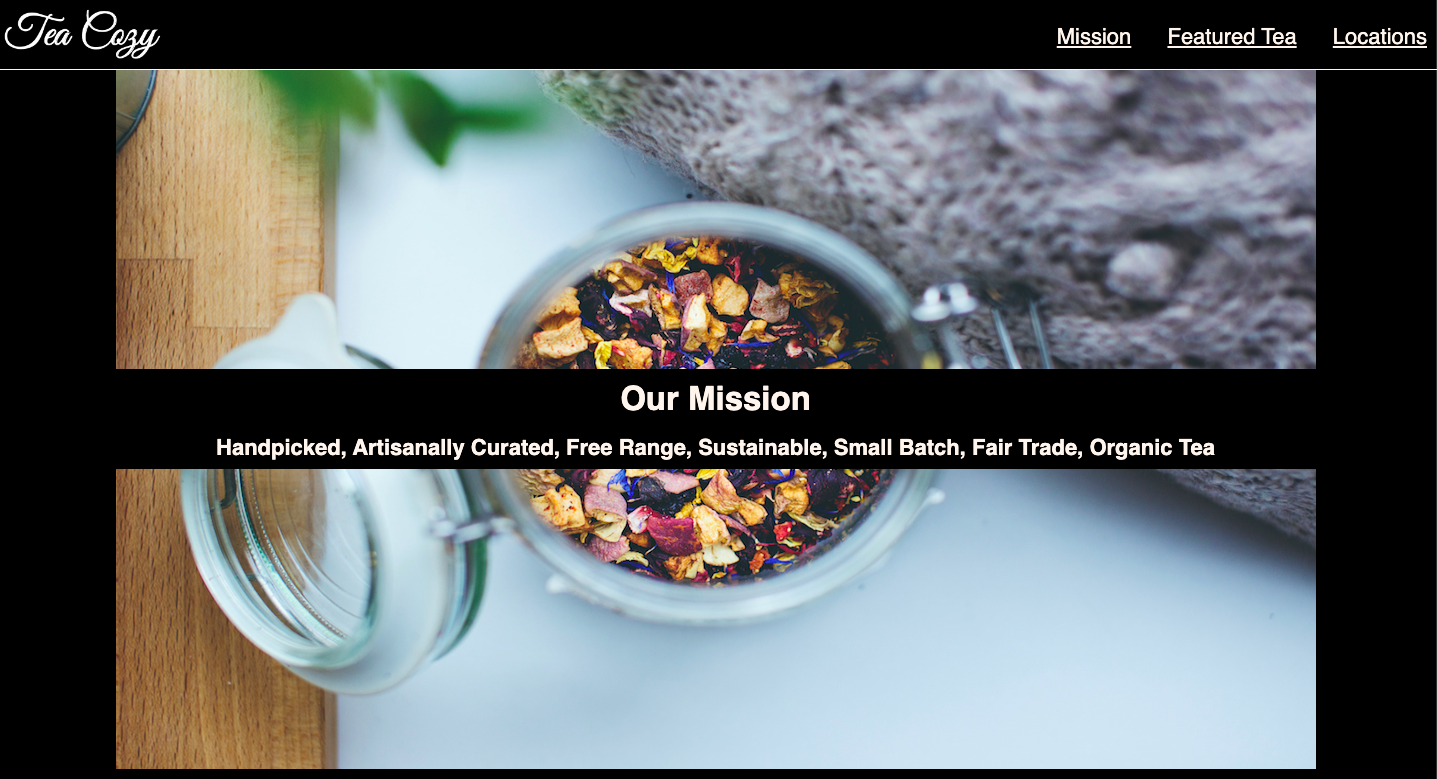 Tea Cozy
Mission Featured Tea Locations
Our Mission
Handpicked, Artisanally Curated, Free Range, Sustainable, Small Batch, Fair Trade, Organic Tea